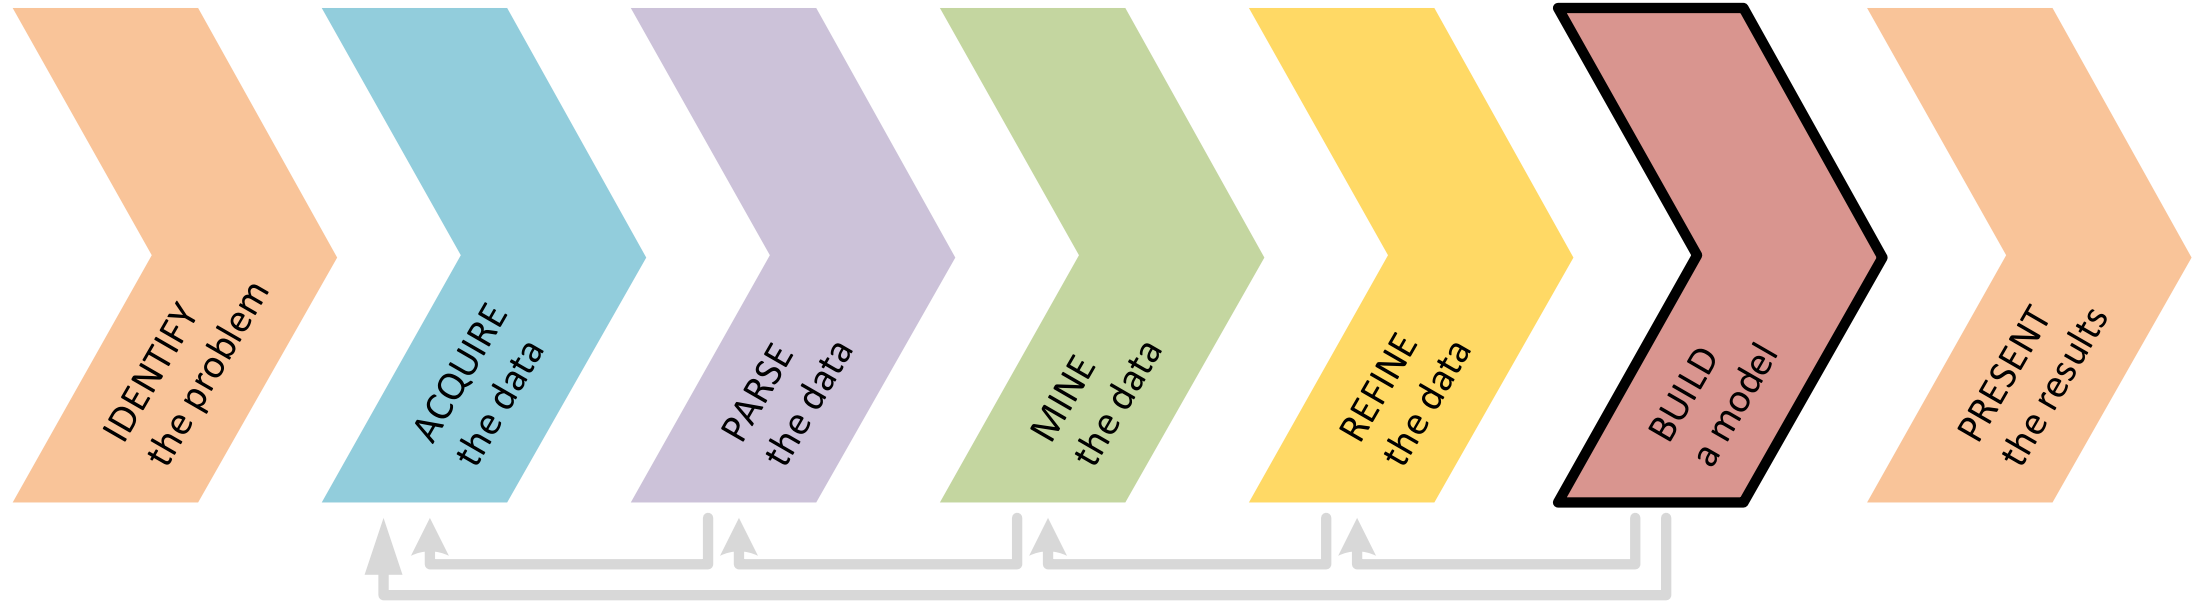 IDENTIFY
the problem
ACQUIRE
the data
PARSE
the data
MINE
the data
REFINE
the data
BUILD
a model
PRESENT
the results